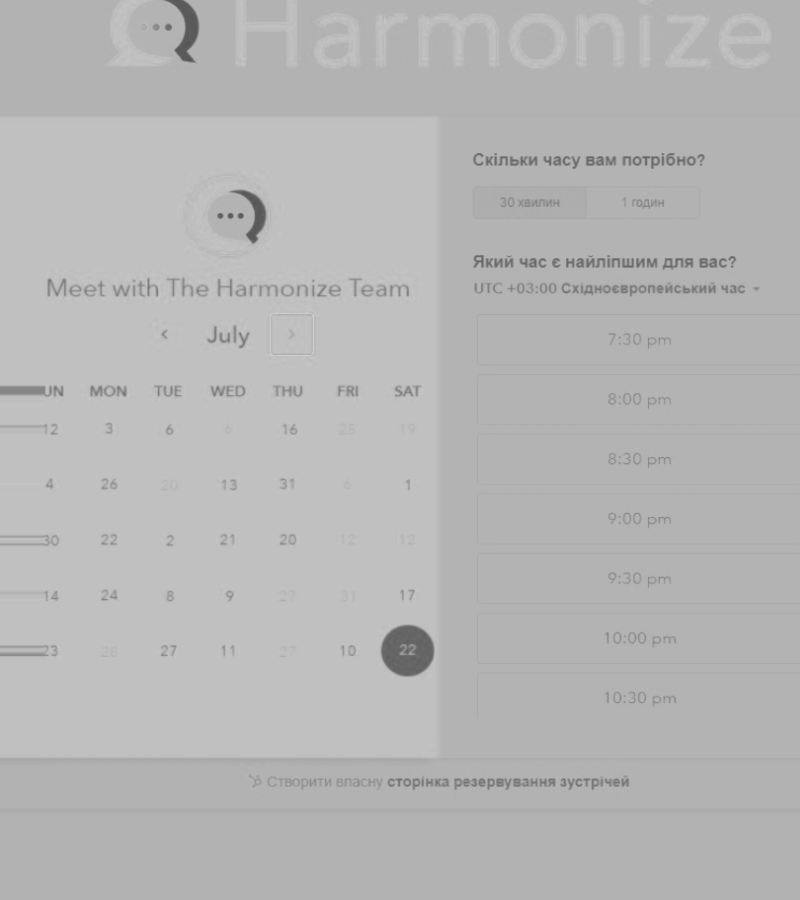 Harmonize
Meet with The Harmonize Team
July
UN MON TUE WED THU FRI SAT
12 3 6 6 16 25 19
4 26 20 13 31 6 1
30 22 2 21 20 12 12
14 24 8 9 27 31 17
23 28 27 11 27 10 22
Скільки часу вам потрібно?
30 хвилин 1 годин
Який час є найліпшим для вас?
UTC +03:00 Східноєвропейський час
7:30 pm
8:00 pm
8:30 pm
9:00 pm
9:30 pm
10:00 pm
10:30 pm
Створити власну сторінка резервування зустрічей